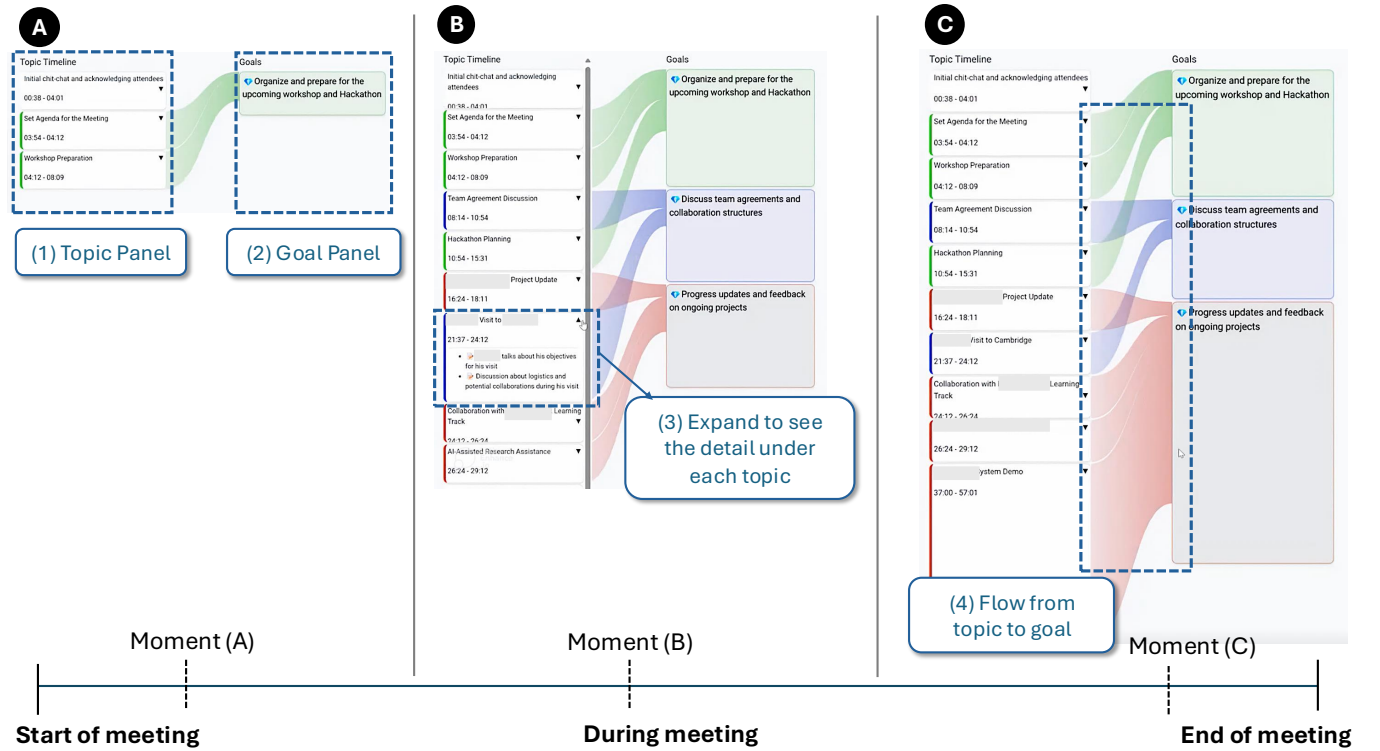 A
Topic Timeline
Goals
Initial chit-chat and acknowledging attendees
00:38 - 04:01
Set Agenda for the Meeting
03:54 - 04:12
Workshop Preparation
04:12 - 08:09
Organize and prepare for the
upcoming workshop and Hackathon
(1) Topic Panel
(2) Goal Panel
B
Topic Timeline
Goals
Initial chit-chat and acknowledging
attendees
00:38 - 04:01
Set Agenda for the Meeting
03:54 - 04:12
Workshop Preparation
04:12 - 08:09
Team Agreement Discussion
08:14 - 10:54
Hackathon Planning
10:54 - 15:31
Project Update
16:24 - 18:11
Visit to
21:37 - 24:12
talks about his objectives
for his visit
Discussion about logistics and
potential collaborations during his visit
Collaboration with Learning
Track
24:12 - 26:24
AI-Assisted Research Assistance
26:24 - 29:12
Organize and prepare for the
upcoming workshop and Hackathon
Discuss team agreements and
collaboration structures
Progress updates and feedback
on ongoing projects
(3) Expand to see
the detail under
each topic
C
Topic Timeline
Goals
Initial chit-chat and acknowledging attendees
00:38 - 04:01
Set Agenda for the Meeting
03:54 - 04:12
Workshop Preparation
04:12 - 08:09
Team Agreement Discussion
08:14 - 10:54
Hackathon Planning
10:54 - 15:31
Project Update
16:24 - 18:11
Visit to Cambridge
21:37 - 24:12
Collaboration with Learning
Track
24:12 - 26:24
26:24 - 29:12
ystem Demo
37:00 - 57:01
Organize and prepare for the
upcoming workshop and Hackathon
Discuss team agreements and
collaboration structures
Progress updates and feedback
on ongoing projects
(4) Flow from
topic to goal
Moment (A)
Moment (B)
Moment (C)
Start of meeting
During meeting
End of meeting